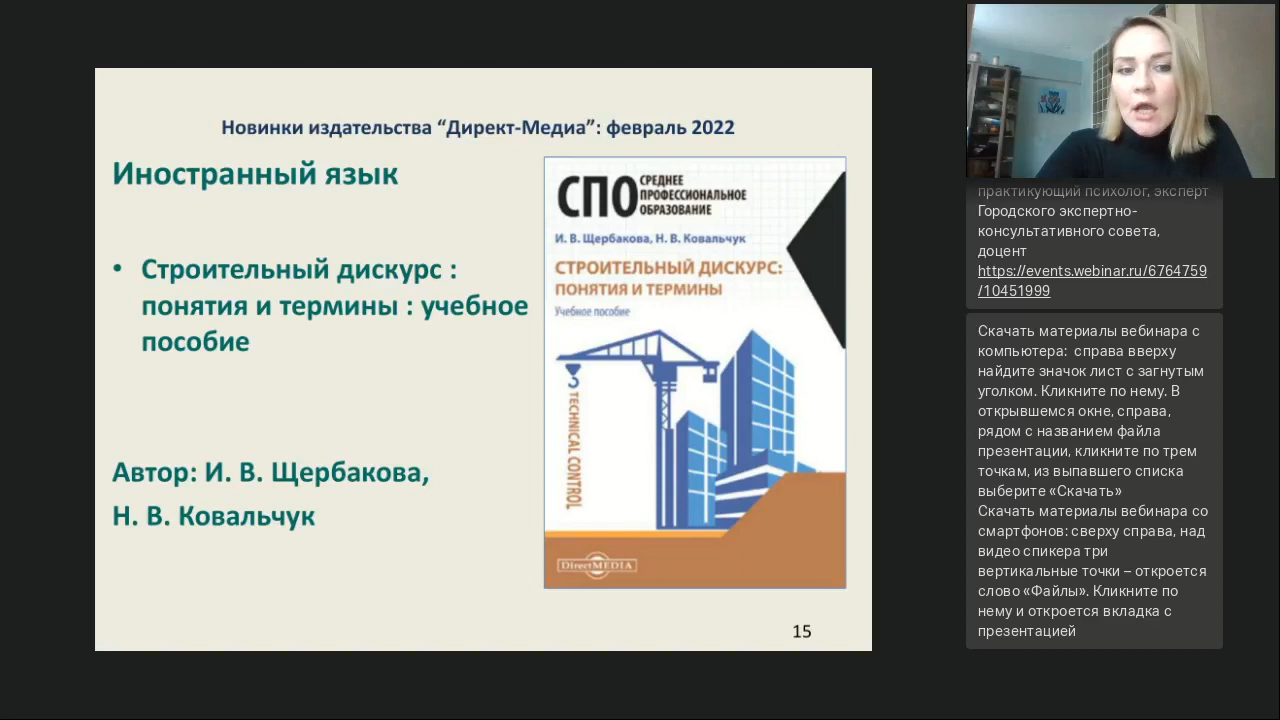 Новинки издательства “Директ-Медиа”: февраль 2022
Иностранный язык
• Строительный дискурс :
понятия и термины : учебное
пособие
Автор: И. В. Щербакова,
Н. В. Ковальчук
СПО СРЕДНЕЕ
ПРОФЕССИОНАЛЬНОЕ
ОБРАЗОВАНИЕ
И. В. Щербакова, Н. В. Ковальчук
СТРОИТЕЛЬНЫЙ ДИСКУРС:
ПОНЯТИЯ И ТЕРМИНЫ
Учебное пособие
TECHNICAL CONTROL
DirectMEDIA
15
практикующий психолог, эксперт
Городского экспертно-
консультативного совета,
доцент
https://events.webinar.ru/6764759
/10451999
Скачать материалы вебинара с
компьютера:  справа вверху
найдите значок лист с загнутым
уголком. Кликните по нему. В
открывшемся окне, справа,
рядом с названием файла
презентации, кликните по трем
точкам, из выпавшего списка
выберите «Скачать»
Скачать материалы вебинара со
смартфонов: сверху справа, над
видео спикера три
вертикальные точки – откроется
слово «Файлы». Кликните по
нему и откроется вкладка с
презентацией